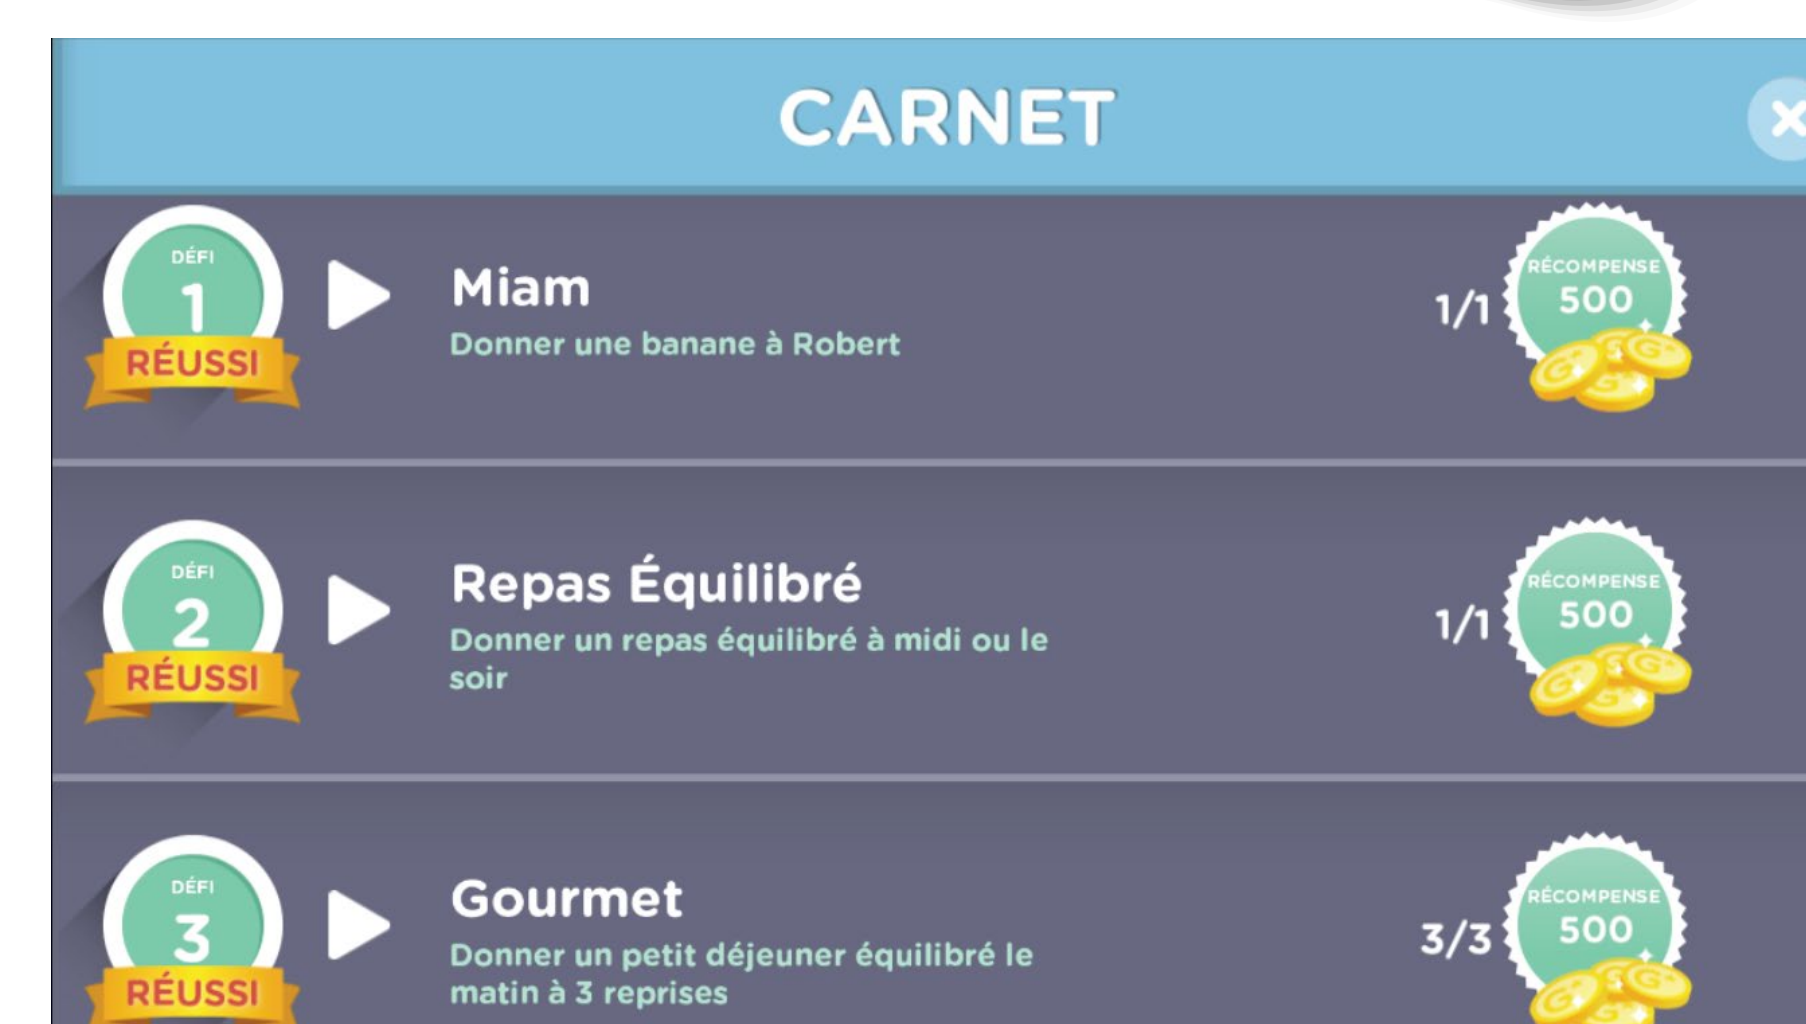 CARNET
DÉFI
1
RÉUSSI
Miam
Donner une banane à Robert
1/1
RÉCOMPENSE
500
DÉFI
2
RÉUSSI
Repas Équilibré
Donner un repas équilibré à midi ou le
soir
1/1
RÉCOMPENSE
500
DÉFI
3
RÉUSSI
Gourmet
Donner un petit déjeuner équilibré le
matin à 3 reprises
3/3
RÉCOMPENSE
500